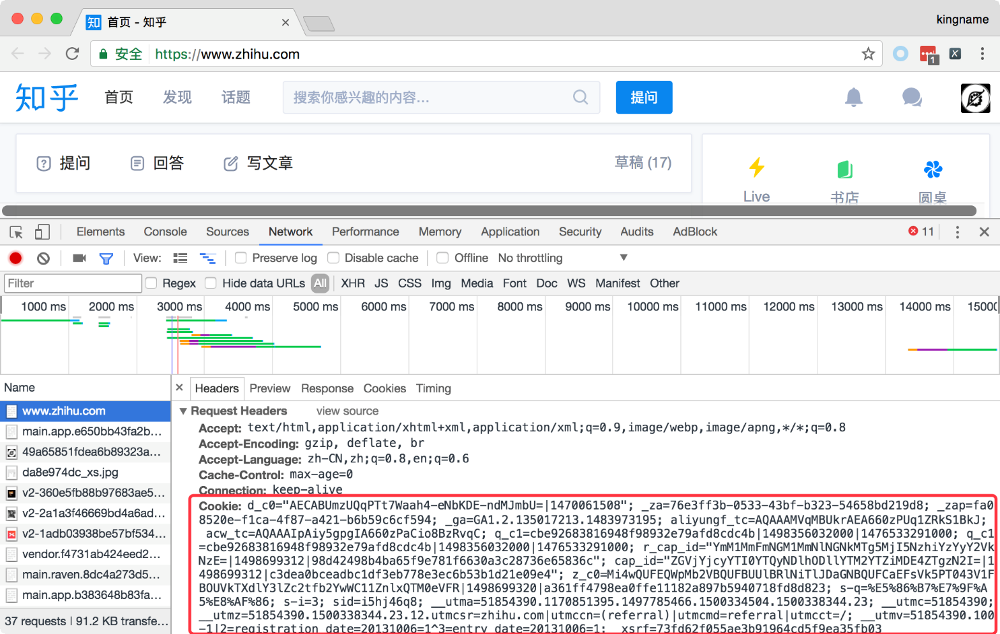 知 首页 - 知乎
kingname
安全 https://www.zhihu.com
1
知乎 首页 发现 话题 搜索你感兴趣的内容... 提问
提问 回答 写文章 草稿 (17)
Live 书店 圆桌
Elements Console Sources Network Performance Memory Application Security Audits AdBlock 11
View: Preserve log Disable cache Offline No throttling
Filter Regex Hide data URLs All XHR JS CSS Img Media Font Doc WS Manifest Other
1000 ms 2000 ms 3000 ms 4000 ms 5000 ms 6000 ms 7000 ms 8000 ms 9000 ms 10000 ms 11000 ms 12000 ms 13000 ms 14000 ms 1500
Name
Headers Preview Response Cookies Timing
www.zhihu.com
main.app.e650bb43fa2b...
49a65851fdea6b89323a...
da8e974dc_xs.jpg
v2-360e5fb88b97683ae5...
v2-2a1a3f46669bd4a6ad...
v2-1adb03938be57bf534...
vendor.f4731ab424eed2...
main.raven.8dc4a273d5...
main.app.b383648b83fa...
37 requests | 91.2 KB transfe...
Request Headers view source
Accept: text/html,application/xhtml+xml,application/xml;q=0.9,image/webp,image/apng,*/*;q=0.8
Accept-Encoding: gzip, deflate, br
Accept-Language: zh-CN,zh;q=0.8,en;q=0.6
Cache-Control: max-age=0
Connection: keep-alive
Cookie: d_c0="AECABUmzUQqPTt7Waah4-eNbKDE-ndMJmbU=|1470061508"; _za=76e3ff3b-0533-43bf-b323-54658bd219d8; _zap=fa0
8520e-f1ca-4f87-a421-b6b59c6cf594; _ga=GA1.2.135017213.1483973195; aliyungf_tc=AQAAAMVqMBUkrAEA660zPUq1ZRkS1BkJ;
acw_tc=AQAAAIpAiy5gpgIA660zPaCio8BzRvqC; q_c1=cbe92683816948f98932e79afd8cdc4b|1498356032000|1476533291000; q_c1
=cbe92683816948f98932e79afd8cdc4b|1498356032000|1476533291000; r_cap_id="YmM1MmFmNGM1MmNlNGNkMTg5MjI5NzhiYzYyY2Vk
NzE=|1498699312|98d42498b4ba65f9e781f6630a3c28736e65836c"; cap_id="ZGVjYjcyYTI0YTQyNDlhODllYTM2YTZiMDE4ZTgzN2I=|1
498699312|c3dea0bceadbc1df3eb778e3ec6b53b1d21e09e4"; z_c0=Mi4wQUFEQWpMb2VBQUFBUUlBRlNiTlJDaGNBQUFCaEFsVk5PT043V1F
BOUVkTXdlY3lZc2tfb2YwWC11ZnlxQTM0eVFR|1498699320|a361ff4798ea0ffe11182a897b5940718fd8d823; s-q=%E5%86%B7%E7%9F%A
5%E8%AF%86; s-i=3; sid=i5hj46q8; __utma=51854390.1170851395.1497785466.1500334504.1500338344.23; __utmc=51854390;
__utmz=51854390.1500338344.23.12.utmcsr=zhihu.com|utmccn=(referral)|utmcmd=referral|utmcct=/; __utmv=51854390.100
-1|2=registration_date=20131006=1^3=entry_date=20131006=1; _xsrf=73fd62f055ae3b91964cd5f9ea35fb03